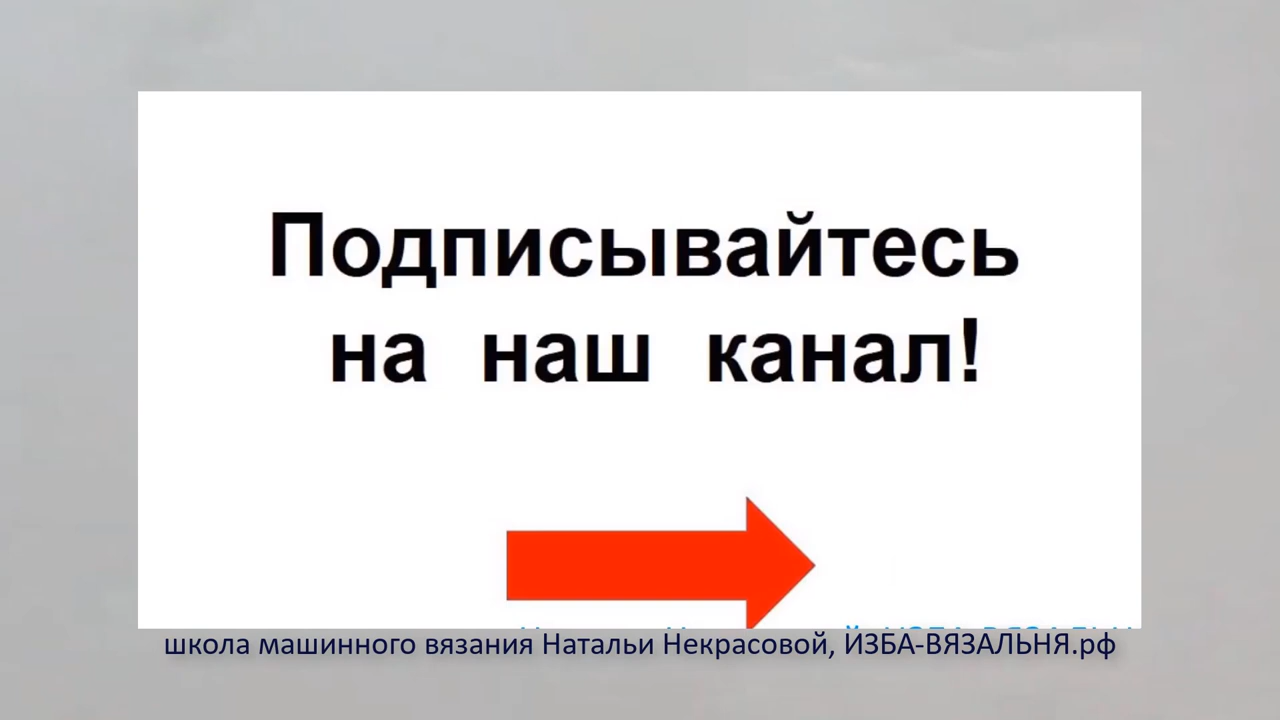 Подписывайтесь
на наш канал!
школа машинного вязания Натальи Некрасовой, ИЗБА-ВЯЗАЛЬНЯ.рф